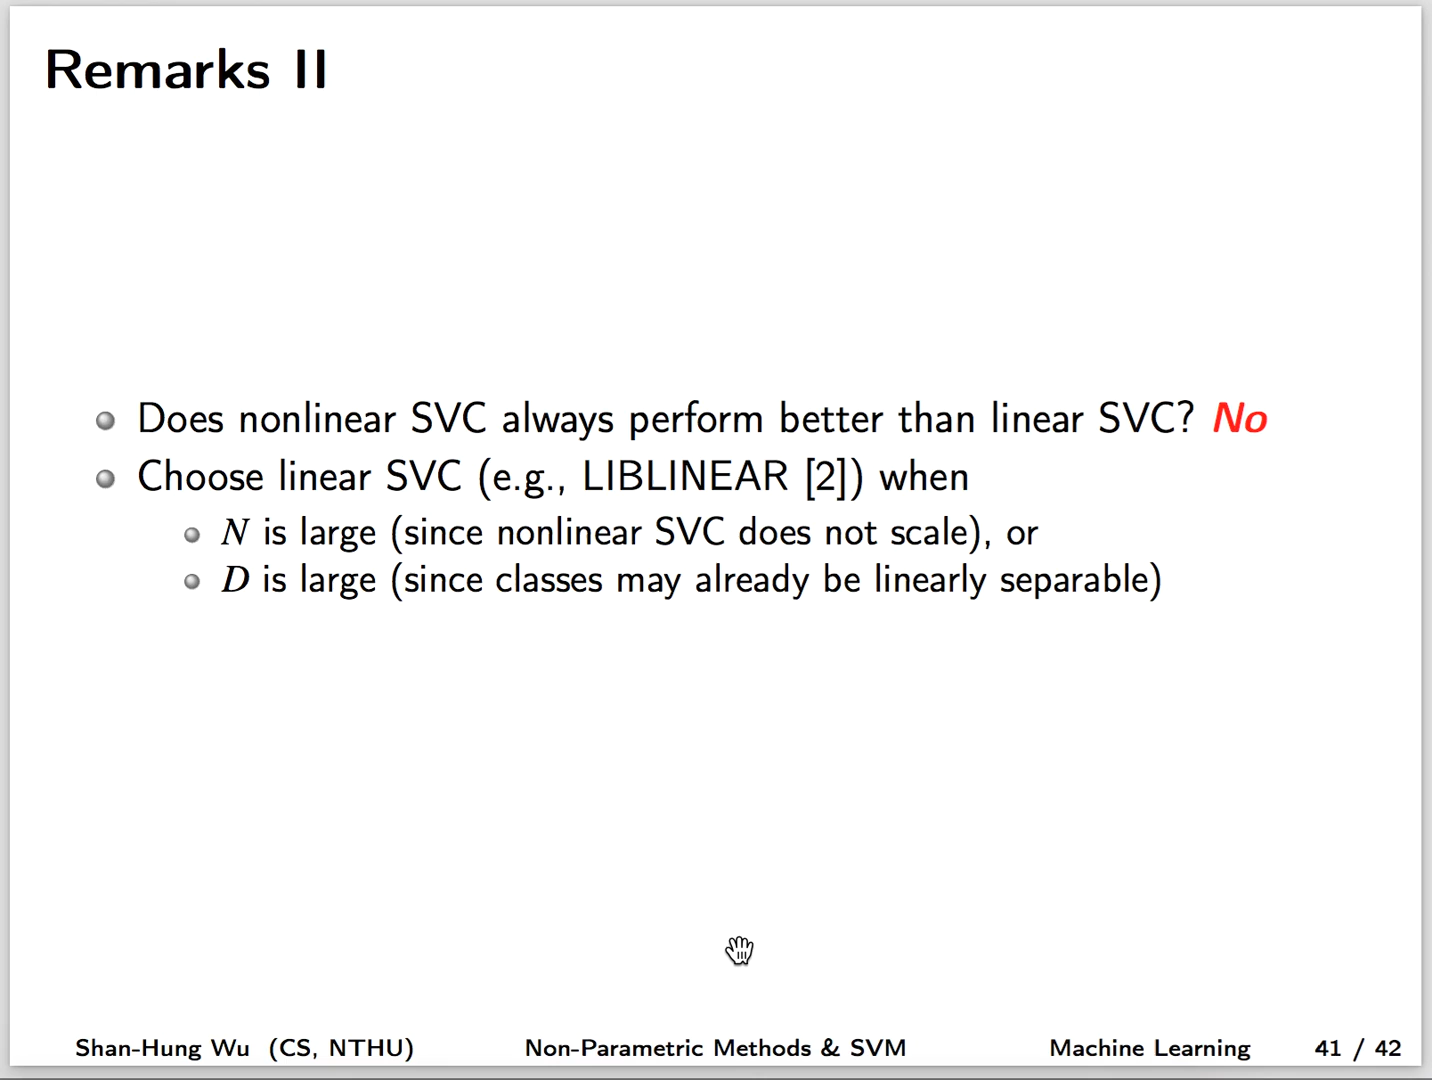 Remarks II
Does nonlinear SVC always perform better than linear SVC? No
Choose linear SVC (e.g., LIBLINEAR [2]) when
N is large (since nonlinear SVC does not scale), or
D is large (since classes may already be linearly separable)
Shan-Hung Wu (CS, NTHU) Non-Parametric Methods & SVM Machine Learning 41 / 42